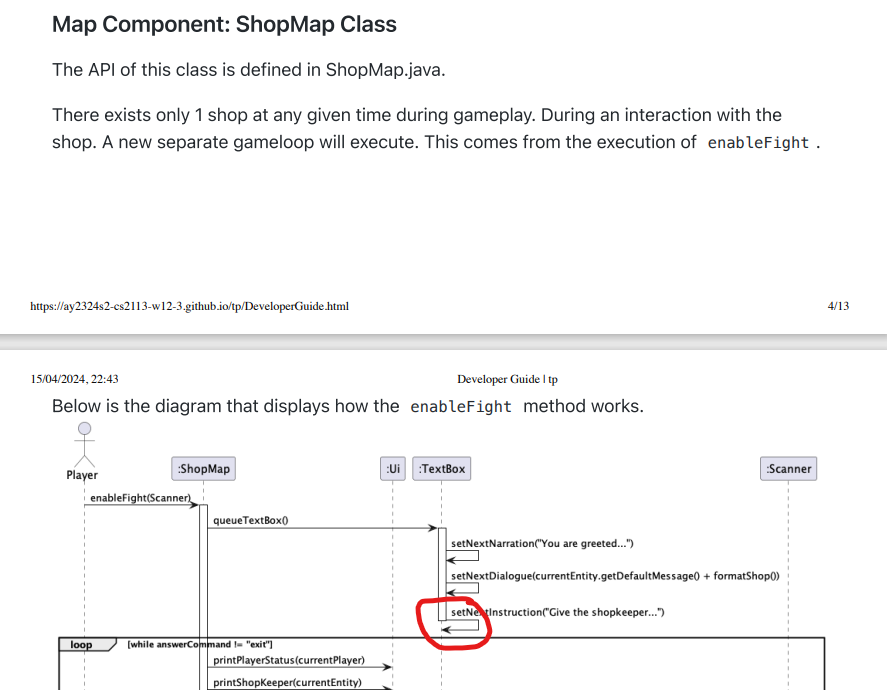 Map Component: ShopMap Class
The API of this class is defined in ShopMap.java.
There exists only 1 shop at any given time during gameplay. During an interaction with the
shop. A new separate gameloop will execute. This comes from the execution of enableFight .
https://ay2324s2-cs2113-w12-3.github.io/tp/DeveloperGuide.html 4/13
15/04/2024, 22:43 Developer Guide | tp
Below is the diagram that displays how the enableFight method works.
Player :ShopMap :Ui :TextBox :Scanner
enableFight(Scanner)
queueTextBox()
setNextNarration("You are greeted...")
setNextDialogue(currentEntity.getDefaultMessage() + formatShop())
setNextInstruction("Give the shopkeeper...")
loop [while answerCommand != "exit"]
printPlayerStatus(currentPlayer)
printShopKeeper(currentEntity)